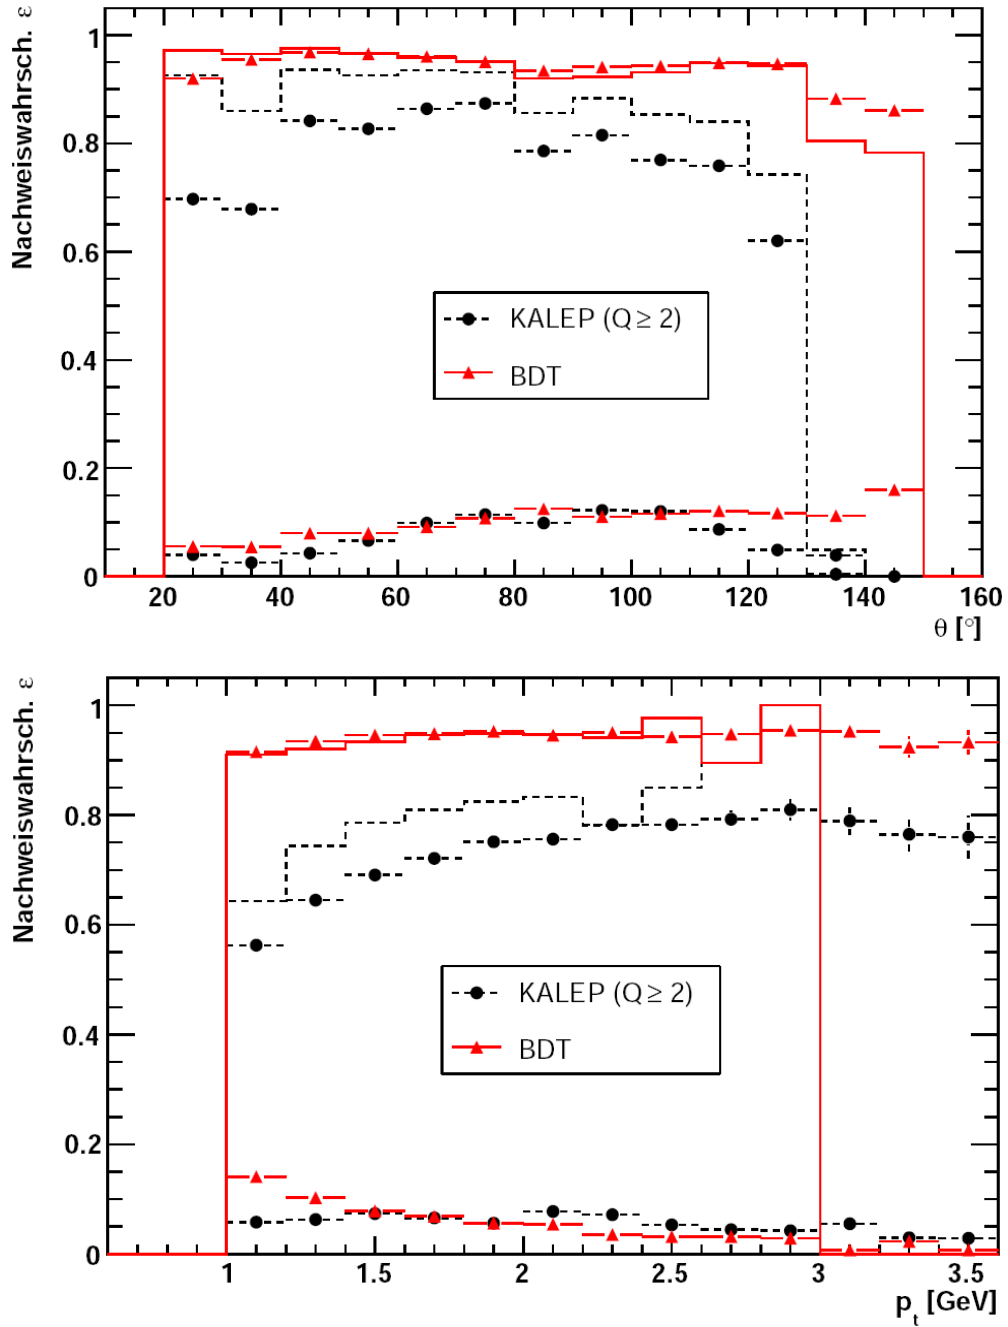 Nachweiswahrsch. ε
1
0.8
0.6
0.4
0.2
0
KALEP (Q ≥ 2)
BDT
20 40 60 80 100 120 140 160
θ [°]
Nachweiswahrsch. ε
1
0.8
0.6
0.4
0.2
0
KALEP (Q ≥ 2)
BDT
1 1.5 2 2.5 3 3.5
p_t [GeV]